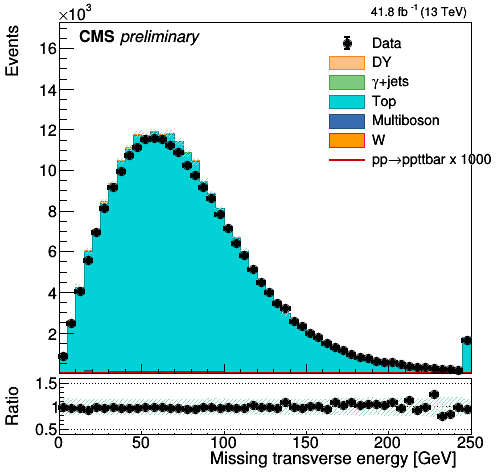 ×10³
41.8 fb⁻¹ (13 TeV)
CMS preliminary
Events
16
14
12
10
8
6
4
2
Data
DY
γ+jets
Top
Multiboson
W
pp→ppttbar x 1000
Ratio
1.5
1
0.5
0 50 100 150 200 250
Missing transverse energy [GeV]